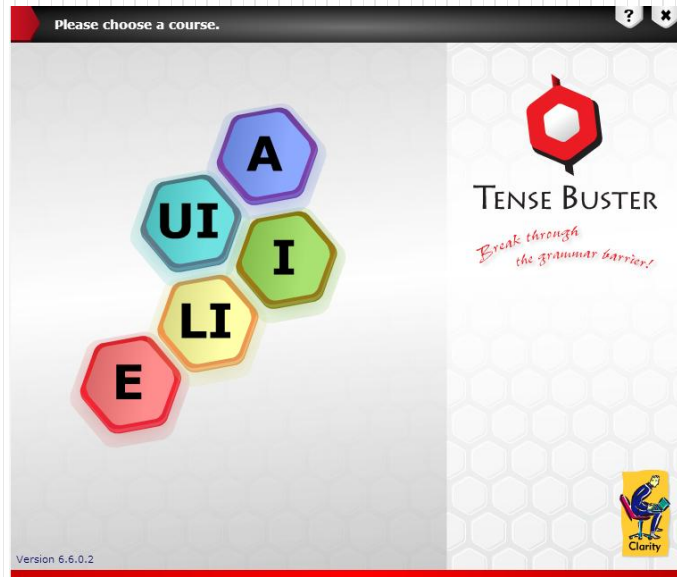 Please choose a course.
?
A
UI
I
LI
E
TENSE BUSTER
Break through
the grammar barrier!
Clarity
Version 6.6.0.2